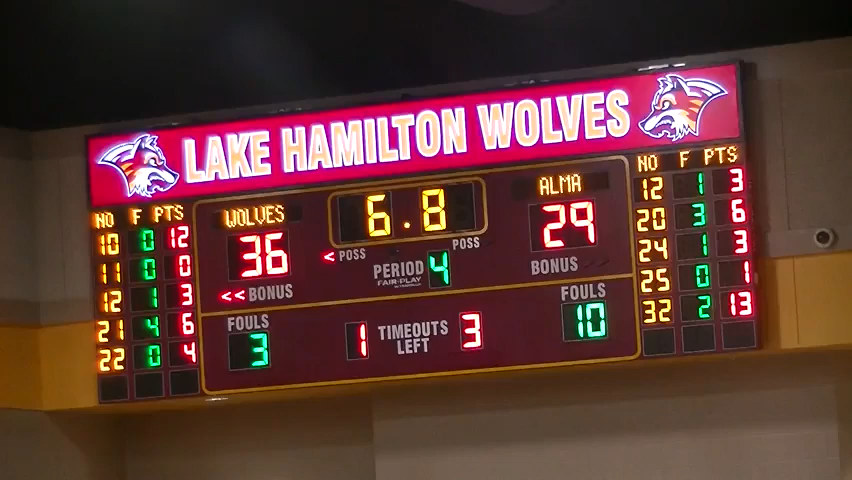 LAKE HAMILTON WOLVES
NO F PTS
10 0 12
11 0 0
12 1 3
21 4 6
22 0 4
WOLVES
36
<< BONUS
6.8
< POSS
POSS
PERIOD 4
FAIR-PLAY
ALMA
29
BONUS
FOULS
3
1 TIMEOUTS LEFT 3
FOULS
10
NO F PTS
12 1 3
20 3 6
24 1 3
25 0 1
32 2 13